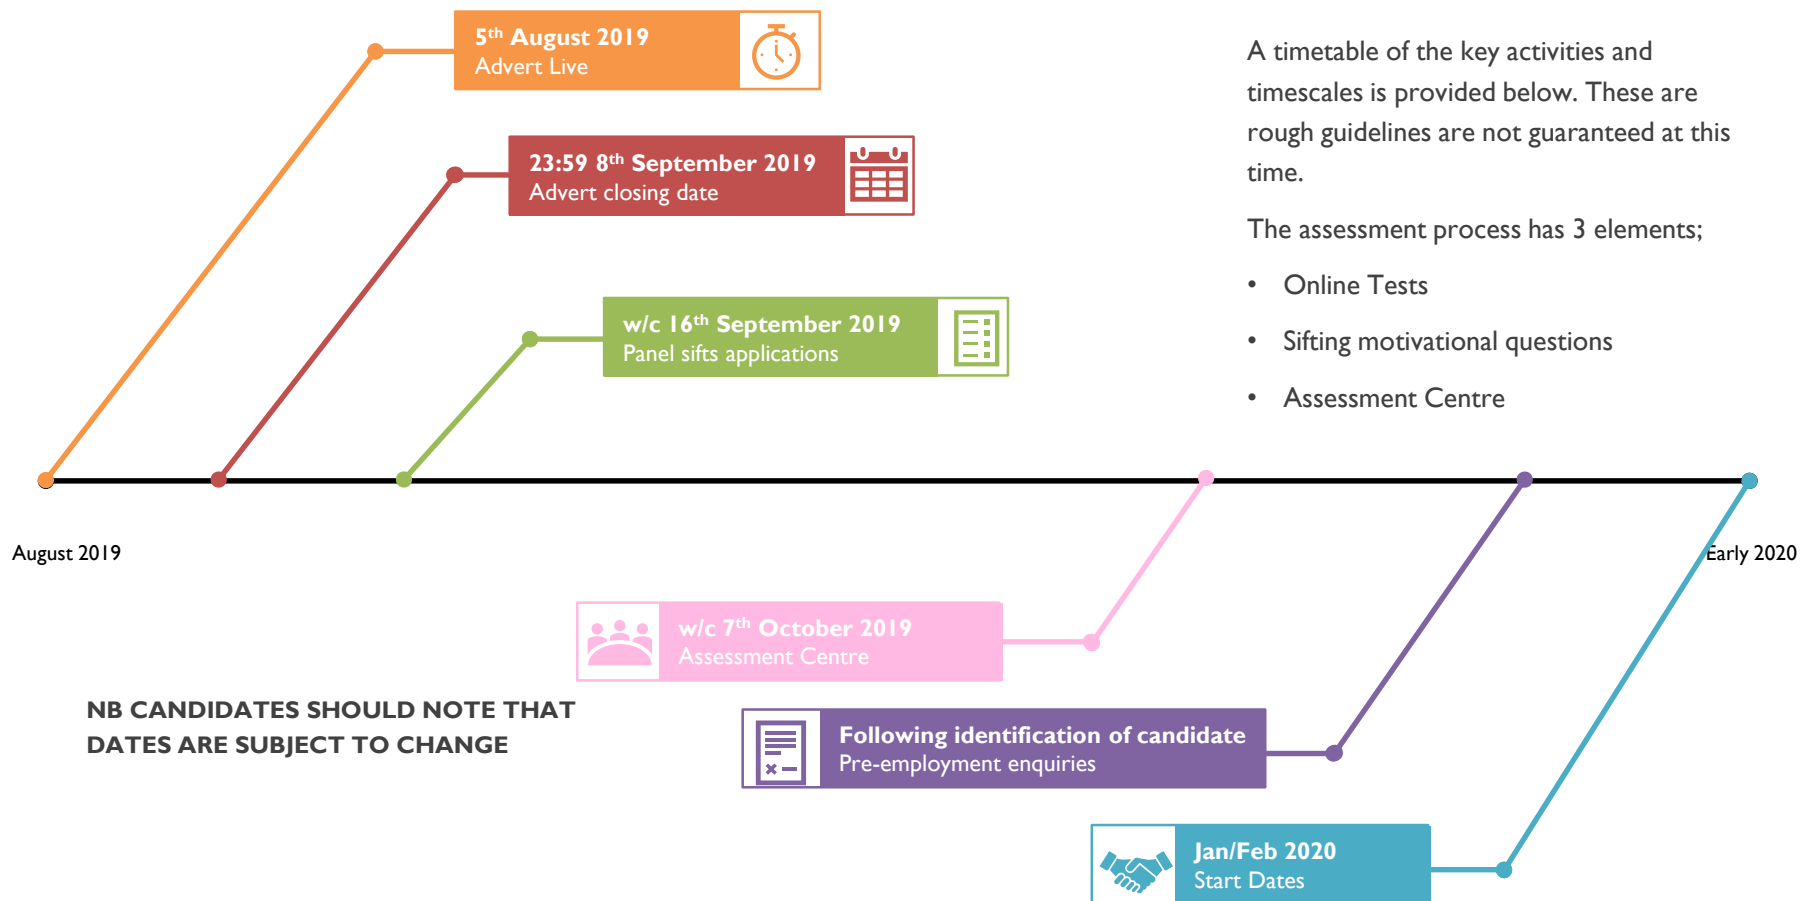 5th August 2019
Advert Live
23:59 8th September 2019
Advert closing date
w/c 16th September 2019
Panel sifts applications
A timetable of the key activities and
timescales is provided below. These are
rough guidelines are not guaranteed at this
time.
The assessment process has 3 elements;
• Online Tests
• Sifting motivational questions
• Assessment Centre
August 2019
Early 2020
w/c 7th October 2019
Assessment Centre
NB CANDIDATES SHOULD NOTE THAT
DATES ARE SUBJECT TO CHANGE
Following identification of candidate
Pre-employment enquiries
Jan/Feb 2020
Start Dates